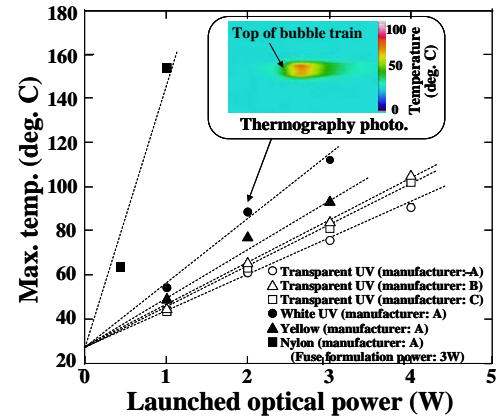 180
160
140
120
100
80
60
40
20
Max. temp. (deg. C)
Top of bubble train
100
50
0
Temperature
(deg. C)
Thermography photo.
Transparent UV (manufacturer: A)
Transparent UV (manufacturer: B)
Transparent UV (manufacturer: C)
White UV (manufacturer: A)
Yellow (manufacturer: A)
Nylon (manufacturer: A)
(Fuse formulation power: 3W)
0 1 2 3 4 5
Launched optical power (W)